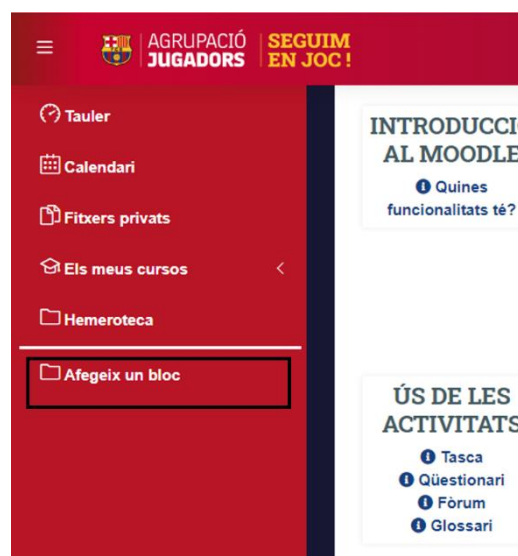 AGRUPACIÓ
JUGADORS
SEGUIM
EN JOC!
Tauler
Calendari
Fitxers privats
Els meus cursos
Hemeroteca
Afegeix un bloc
INTRODUCCI
AL MOODLE
Quines
funcionalitats té?
ÚS DE LES
ACTIVITATS
Tasca
Qüestionari
Fòrum
Glossari